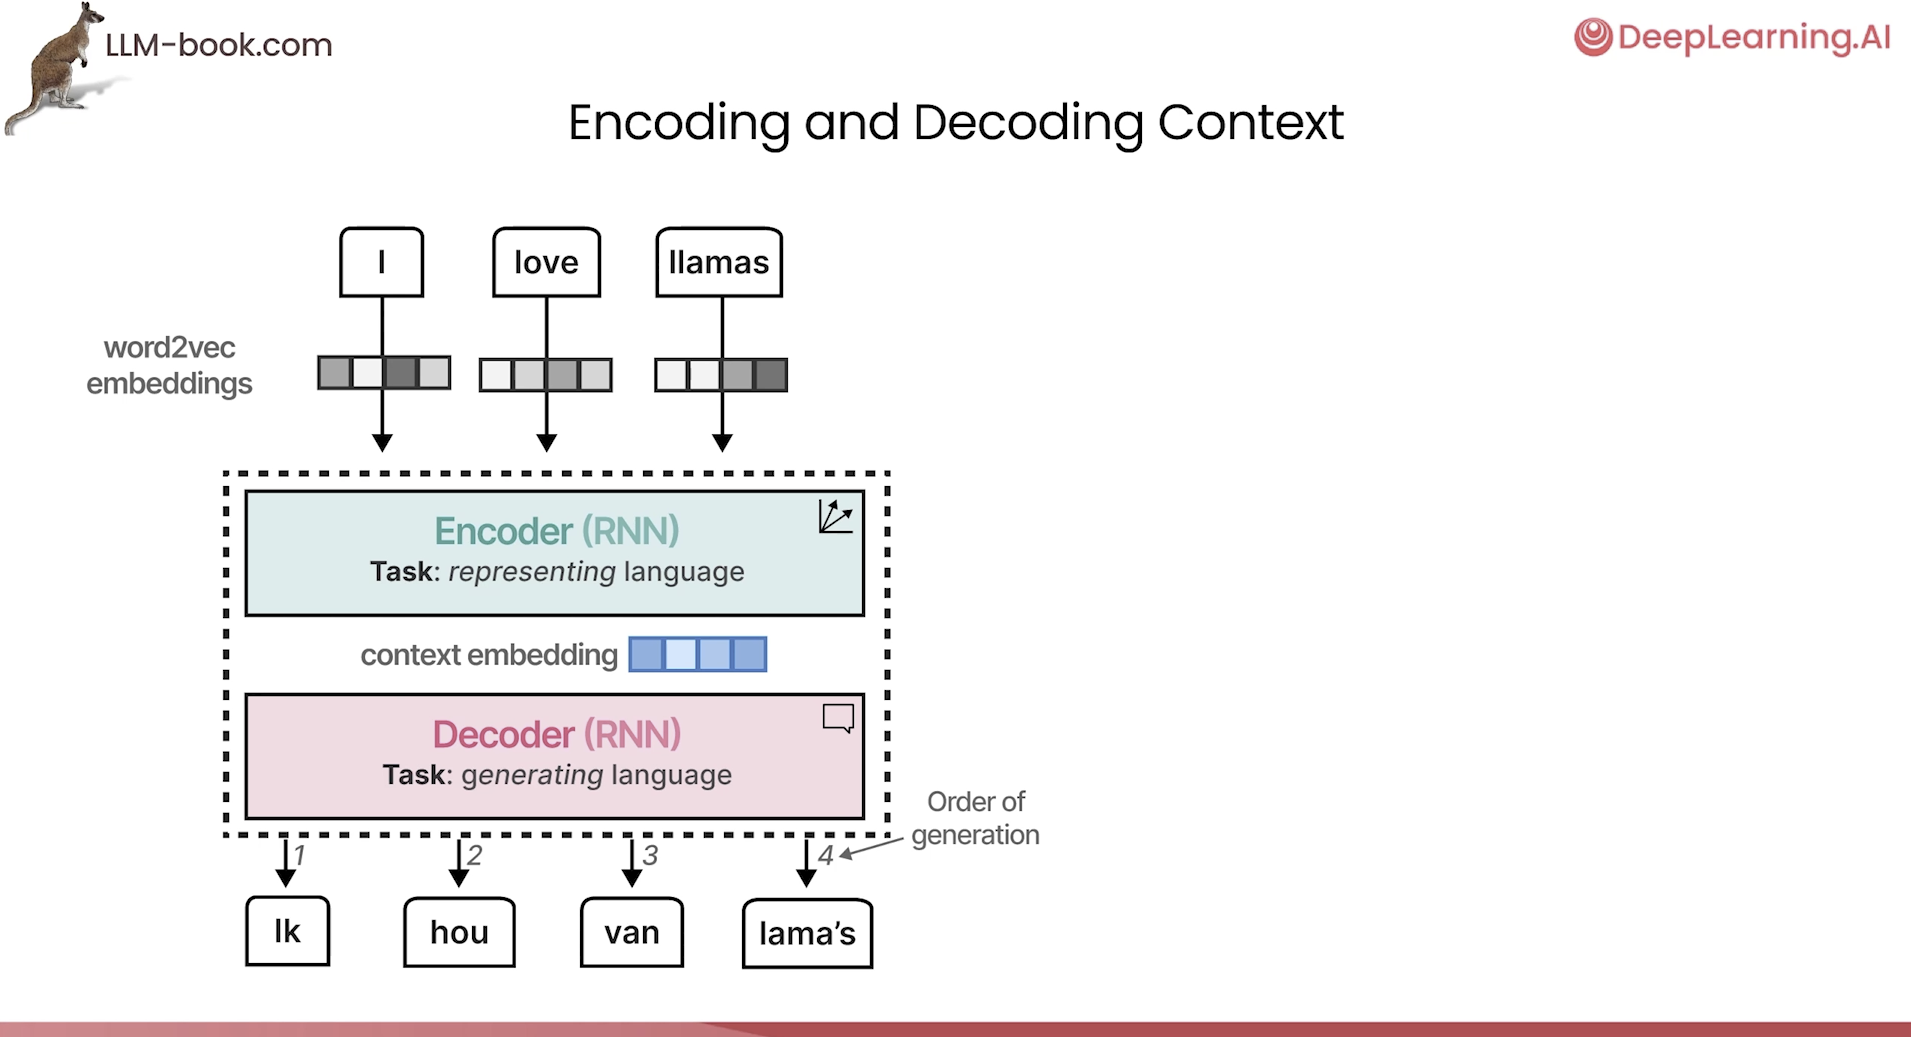 LLM-book.com
DeepLearning.AI
Encoding and Decoding Context
I love llamas
word2vec
embeddings
Encoder (RNN)
Task: representing language
context embedding
Decoder (RNN)
Task: generating language
Order of
generation
1 2 3 4
Ik hou van lama's